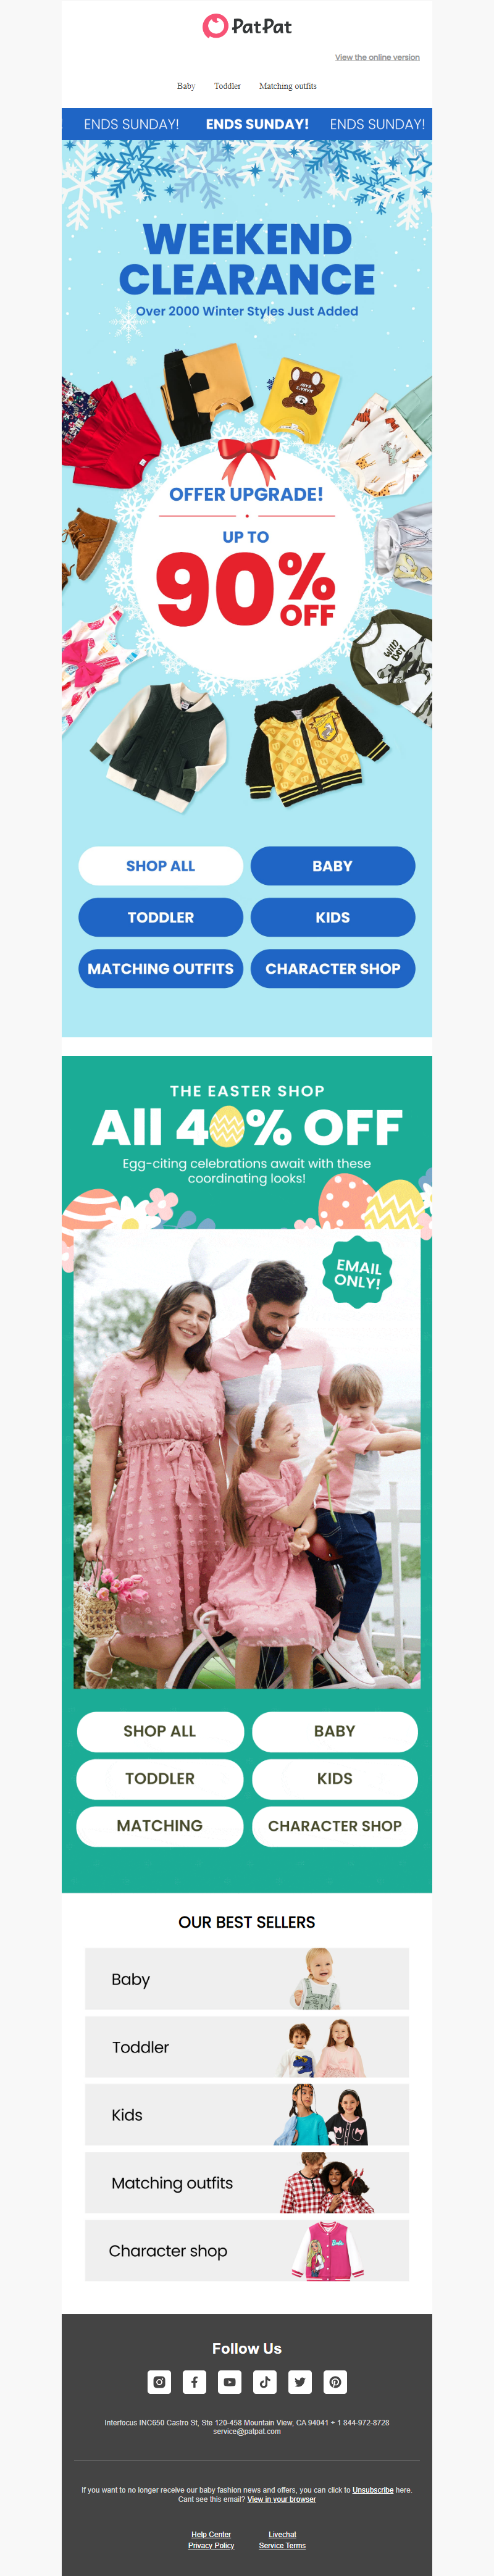 PatPat
View the online version
Baby Toddler Matching outfits
ENDS SUNDAY! ENDS SUNDAY! ENDS SUNDAY!
WEEKEND
CLEARANCE
Over 2000 Winter Styles Just Added
OFFER UPGRADE!
UP TO
90%
OFF
WILD
SHOP ALL BABY
TODDLER KIDS
MATCHING OUTFITS CHARACTER SHOP
THE EASTER SHOP
All 40% OFF
Egg-citing celebrations await with these
coordinating looks!
EMAIL
ONLY!
SHOP ALL BABY
TODDLER KIDS
MATCHING CHARACTER SHOP
OUR BEST SELLERS
Baby
Toddler
Kids
Matching outfits
Character shop
Barbie
Follow Us
Interfocus INC650 Castro St, Ste 120-458 Mountain View, CA 94041 + 1 844-972-8728
service@patpat.com
If you want to no longer receive our baby fashion news and offers, you can click to Unsubscribe here.
Cant see this email? View in your browser
Help Center Livechat
Privacy Policy Service Terms